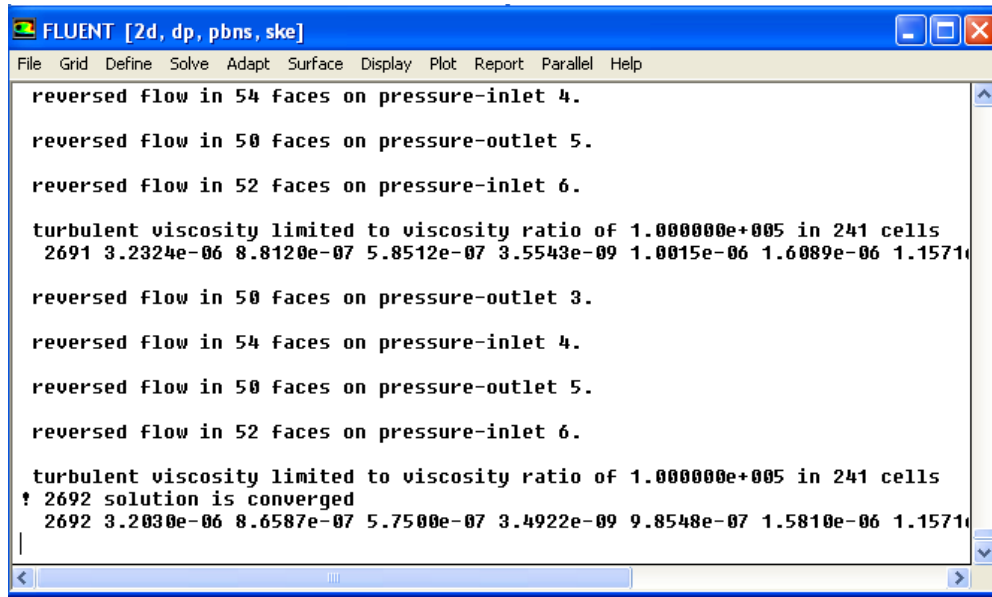 FLUENT [2d, dp, pbns, ske]
File Grid Define Solve Adapt Surface Display Plot Report Parallel Help
reversed flow in 54 faces on pressure-inlet 4.
reversed flow in 50 faces on pressure-outlet 5.
reversed flow in 52 faces on pressure-inlet 6.
turbulent viscosity limited to viscosity ratio of 1.000000e+005 in 241 cells
2691 3.2324e-06 8.8120e-07 5.8512e-07 3.5543e-09 1.0015e-06 1.6089e-06 1.1571
reversed flow in 50 faces on pressure-outlet 3.
reversed flow in 54 faces on pressure-inlet 4.
reversed flow in 50 faces on pressure-outlet 5.
reversed flow in 52 faces on pressure-inlet 6.
turbulent viscosity limited to viscosity ratio of 1.000000e+005 in 241 cells
! 2692 solution is converged
2692 3.2030e-06 8.6587e-07 5.7500e-07 3.4922e-09 9.8548e-07 1.5810e-06 1.1571